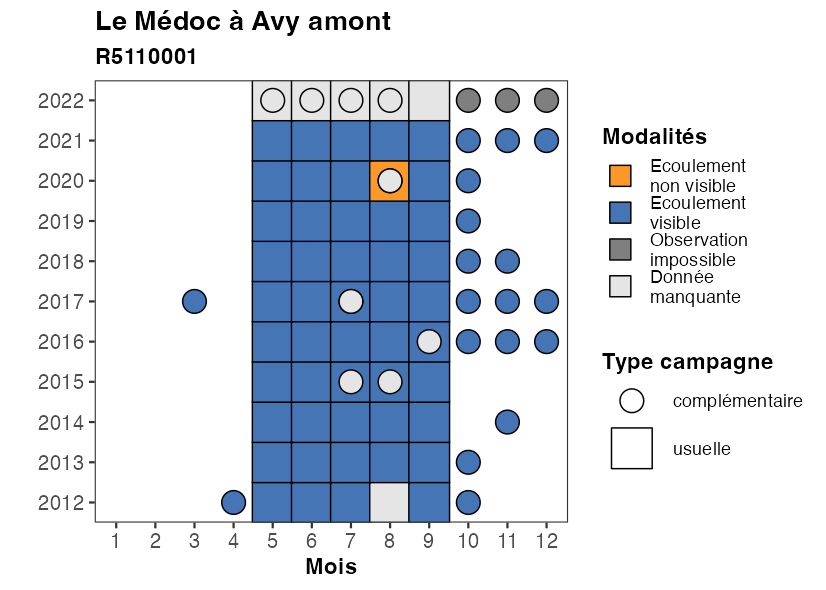 Le Médoc à Avy amont
R5110001
2022
2021
2020
2019
2018
2017
2016
2015
2014
2013
2012
1 2 3 4 5 6 7 8 9 10 11 12
Mois
Modalités
Ecoulement
non visible
Ecoulement
visible
Observation
impossible
Donnée
manquante
Type campagne
complémentaire
usuelle